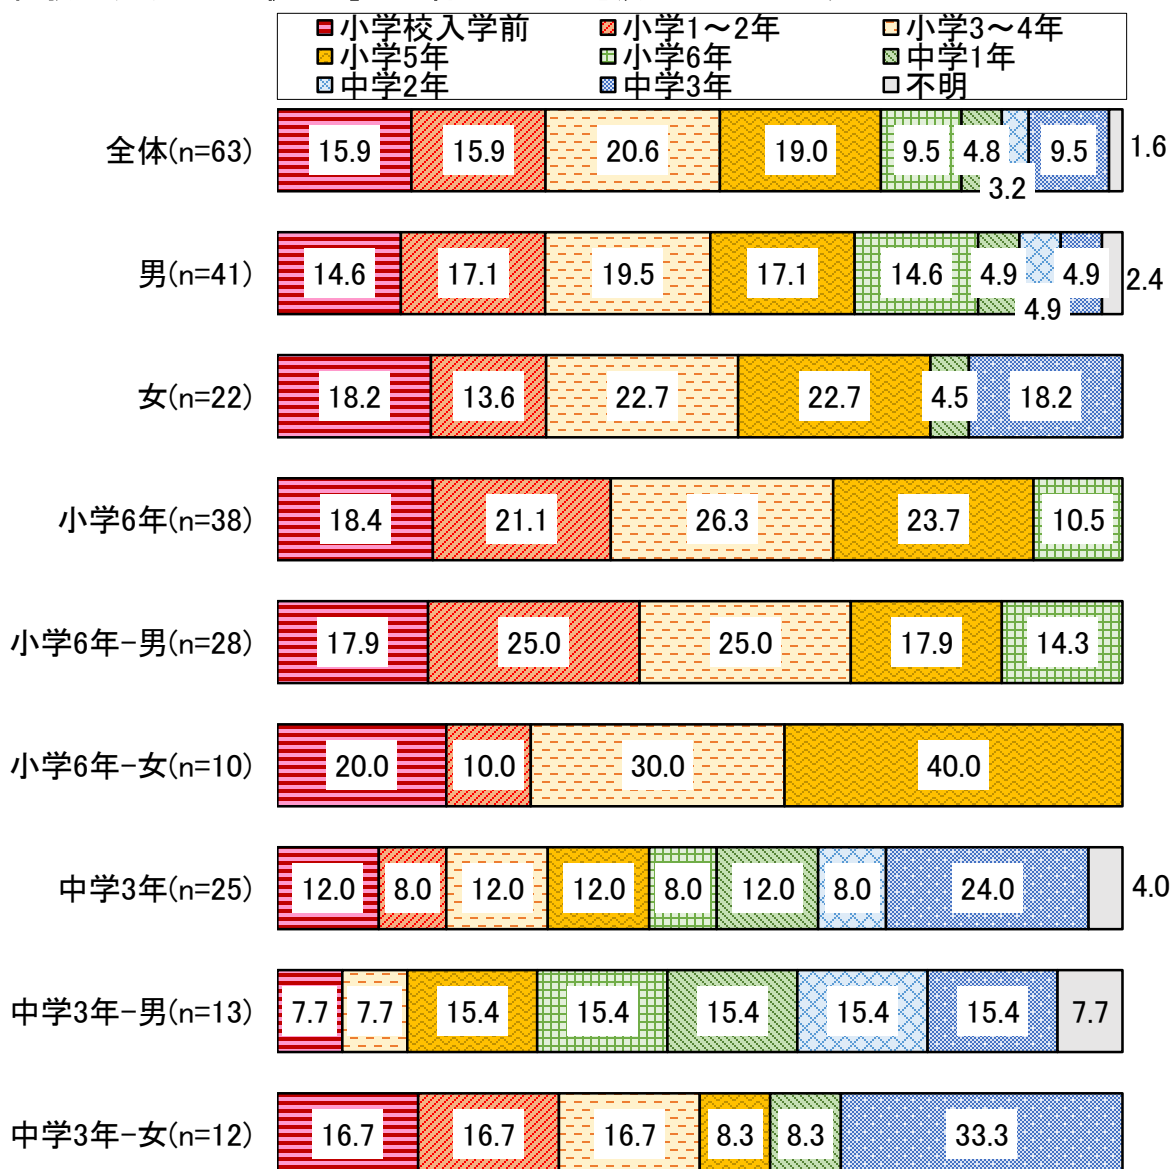 小学校入学前 小学1～2年 小学3～4年
小学5年 小学6年 中学1年
中学2年 中学3年 不明
全体(n=63) 15.9 15.9 20.6 19.0 9.5 4.8 3.2 9.5 1.6
男(n=41) 14.6 17.1 19.5 17.1 14.6 4.9 4.9 4.9 2.4
女(n=22) 18.2 13.6 22.7 22.7 4.5 18.2
小学6年(n=38) 18.4 21.1 26.3 23.7 10.5
小学6年-男(n=28) 17.9 25.0 25.0 17.9 14.3
小学6年-女(n=10) 20.0 10.0 30.0 40.0
中学3年(n=25) 12.0 8.0 12.0 12.0 8.0 12.0 8.0 24.0 4.0
中学3年-男(n=13) 7.7 7.7 15.4 15.4 15.4 15.4 15.4 7.7
中学3年-女(n=12) 16.7 16.7 16.7 8.3 8.3 33.3